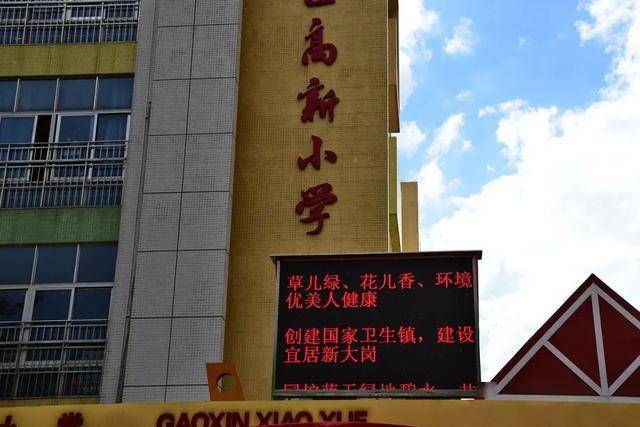 高新小学
草儿绿、花儿香、环境
优美人健康
创建国家卫生镇，建设
宜居新大岗
GAOXIN XIAO XUE